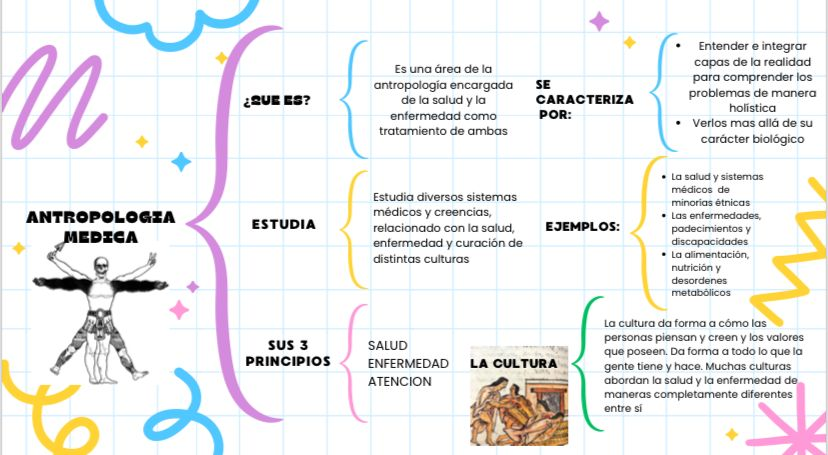 ANTROPOLOGIA
MEDICA
¿QUE ES?
Es una área de la
antropología encargada
de la salud y la
enfermedad como
tratamiento de ambas
SE
CARACTERIZA
POR:
• Entender e integrar
capas de la realidad
para comprender los
problemas de manera
holística
• Verlos mas allá de su
carácter biológico
ESTUDIA
Estudia diversos sistemas
médicos y creencias,
relacionado con la salud,
enfermedad y curación de
distintas culturas
EJEMPLOS:
• La salud y sistemas
médicos de
minorías étnicas
• Las enfermedades,
padecimientos y
discapacidades
• La alimentación,
nutrición y
desordenes
metabólicos
SUS 3
PRINCIPIOS
SALUD
ENFERMEDAD
ATENCION
LA CULTURA
La cultura da forma a cómo las
personas piensan y creen y los valores
que poseen. Da forma a todo lo que la
gente tiene y hace. Muchas culturas
abordan la salud y la enfermedad de
maneras completamente diferentes
entre sí